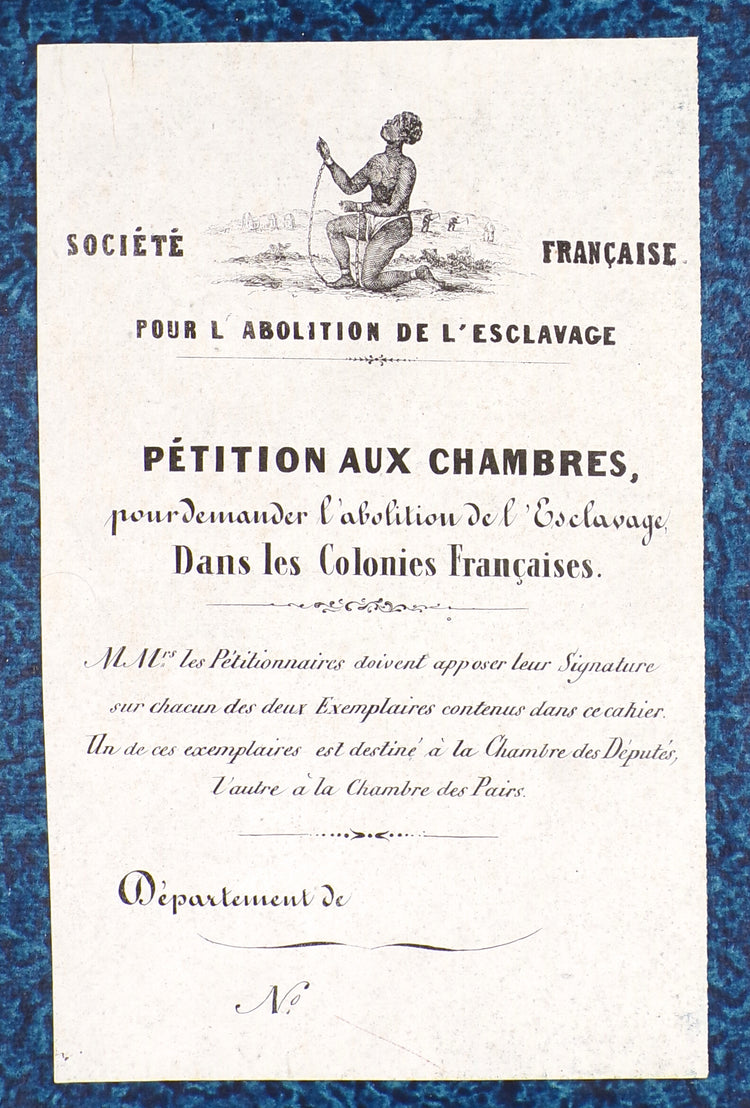 SOCIÉTÉ FRANÇAISE
POUR L'ABOLITION DE L'ESCLAVAGE
PÉTITION AUX CHAMBRES,
pour demander l'abolition de l'Esclavage,
Dans les Colonies Françaises.
MMrs les Pétitionnaires doivent apposer leur Signature
sur chacun des deux Exemplaires contenus dans ce cahier.
Un de ces exemplaires est destiné à la Chambre des Députés,
l'autre à la Chambre des Pairs.
Département de
No.